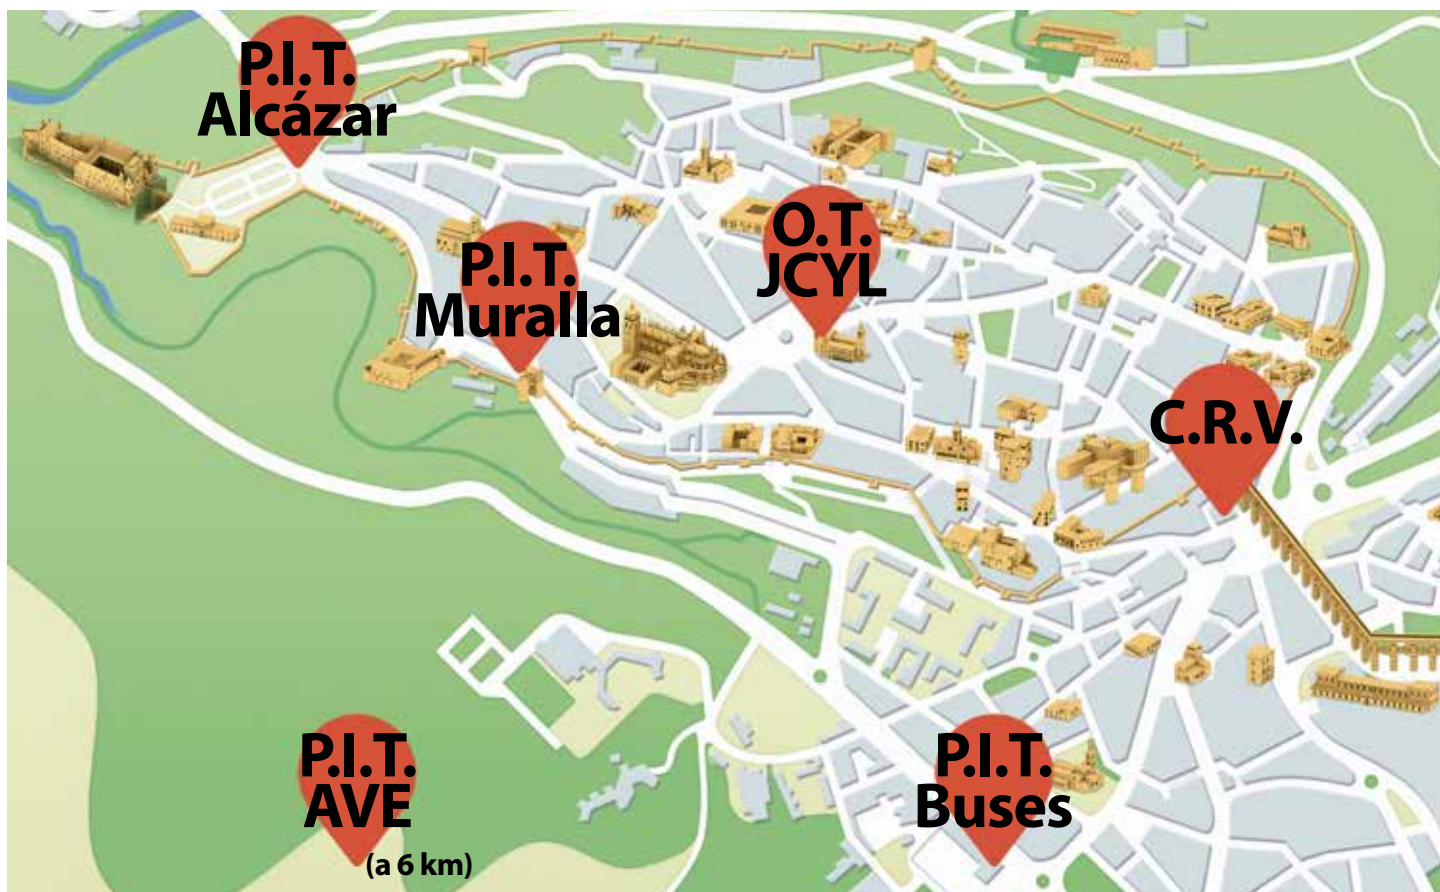 P.I.T.
Alcázar
P.I.T.
Muralla
O.T.
JCYL
C.R.V.
P.I.T.
AVE
(a 6 km)
P.I.T.
Buses